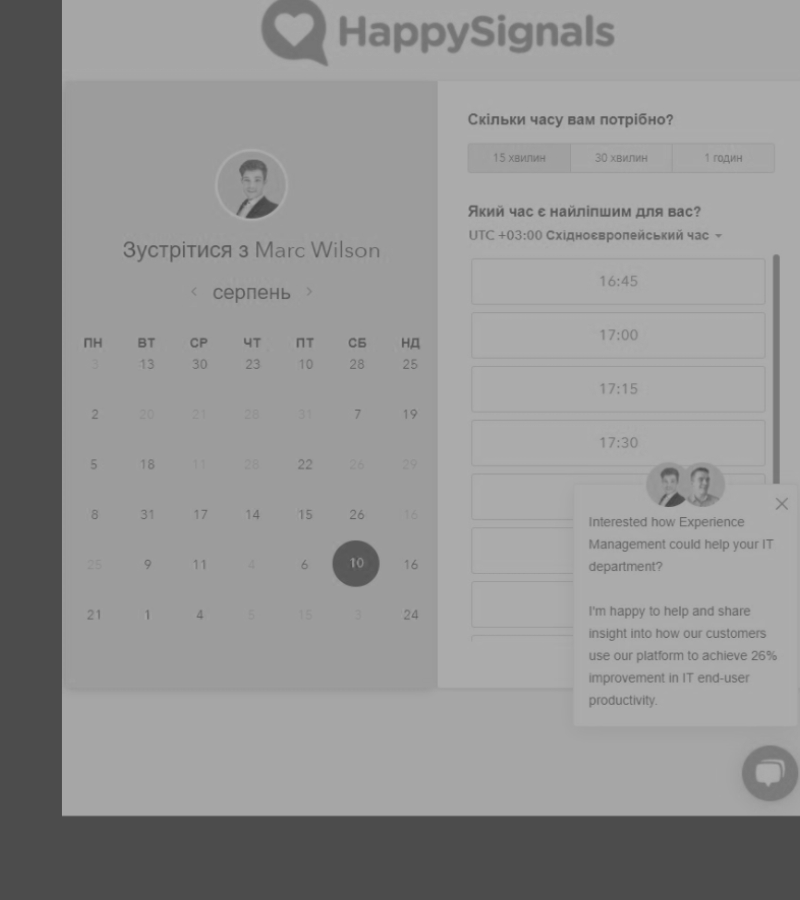 HappySignals
Зустрітися з Marc Wilson
серпень
ПН ВТ СР ЧТ ПТ СБ НД
3 13 30 23 10 28 25
2 20 21 28 31 7 19
5 18 11 28 22 26 29
8 31 17 14 15 26 16
25 9 11 4 6 10 16
21 1 4 5 15 3 24
Скільки часу вам потрібно?
15 хвилин 30 хвилин 1 годин
Який час є найліпшим для вас?
UTC +03:00 Східноєвропейський час
16:45
17:00
17:15
17:30
Interested how Experience
Management could help your IT
department?
I'm happy to help and share
insight into how our customers
use our platform to achieve 26%
improvement in IT end-user
productivity.